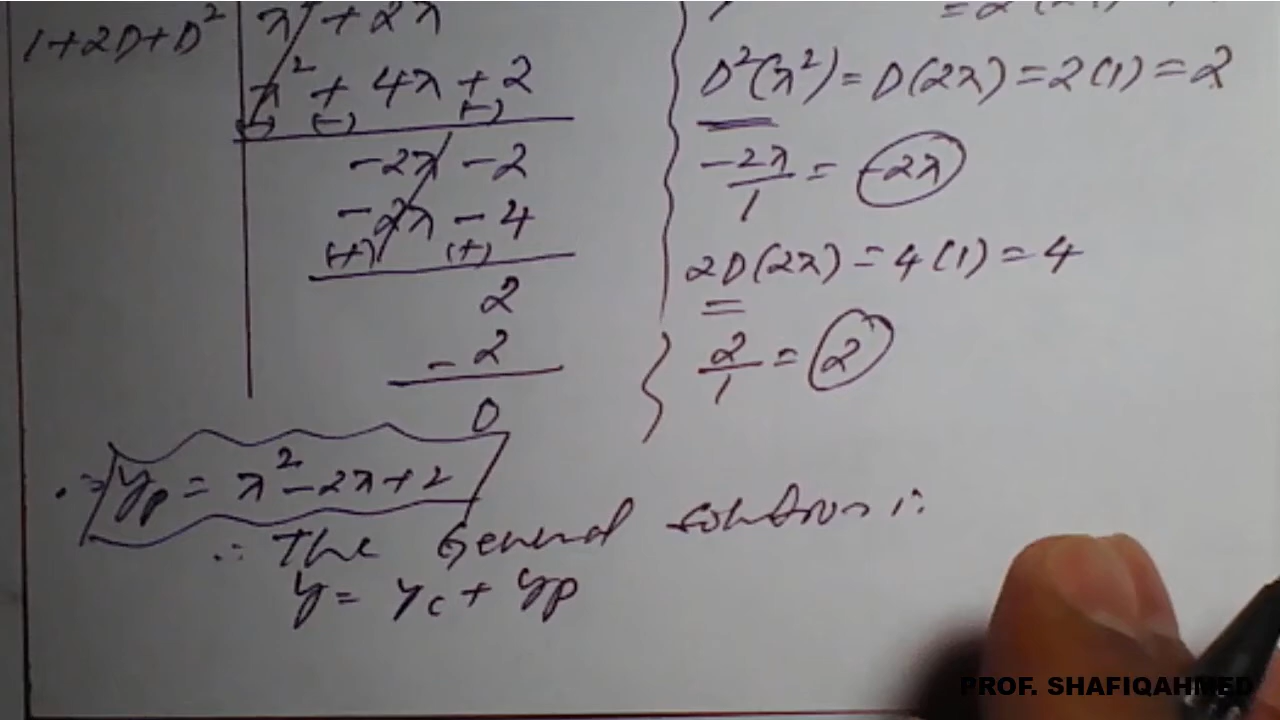 1+2D+D² x² + 2x
x² + 4x + 2
(-) (-) (-)
-2x - 2
-2x - 4
(+) (+)
2
- 2
0
∴ yp = x² - 2x + 2
D²(x²) = D(2x) = 2(1) = 2
-2x/1 = -2x
2D(2x) = 4(1) = 4
2/1 = 2
∴ The General solution i:
y = yc + yp
PROF. SHAFIQAHMED